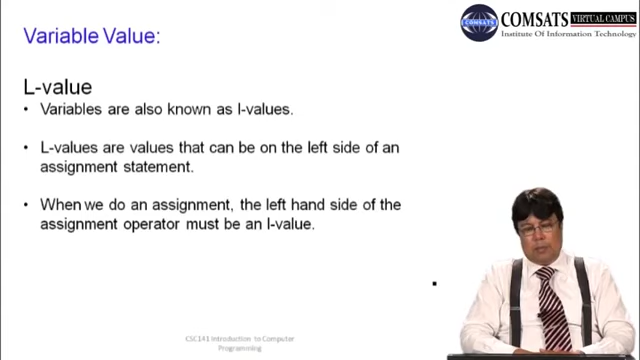 Variable Value:
COMSATS
VIRTUAL CAMPUS
Institute Of Information Technology
COMSATS
L-value
• Variables are also known as l-values.
• L-values are values that can be on the left side of an
assignment statement.
• When we do an assignment, the left hand side of the
assignment operator must be an l-value.
CSC141 Introduction to Computer
Programming